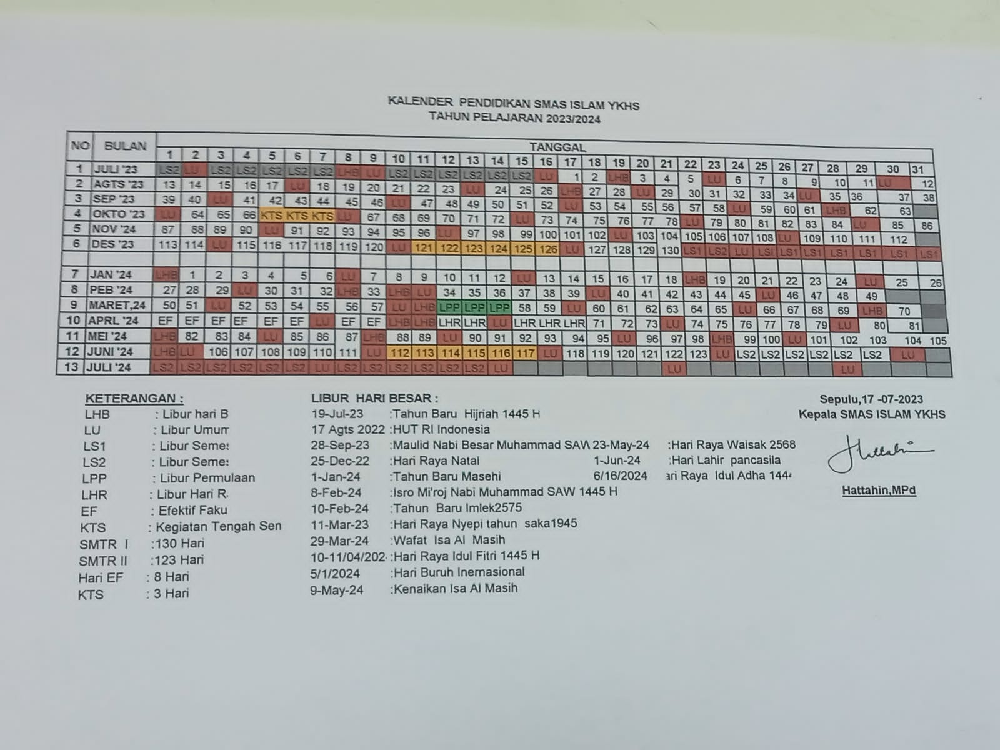 KALENDER PENDIDIKAN SMAS ISLAM YKHS
TAHUN PELAJARAN 2023/2024
NO BULAN TANGGAL
1 2 3 4 5 6 7 8 9 10 11 12 13 14 15 16 17 18 19 20 21 22 23 24 25 26 27 28 29 30 31
1 JULI '23 LS2 LU LS2 LS2 LS2 LS2 LS2 LHB LU LS2 LS2 LS2 LS2 LS2 LS2 LU 1 2 LHB 3 4 5 LU 6 7 8 9 10 11 LU 12
2 AGTS '23 13 14 15 16 17 LU 18 19 20 21 22 23 LU 24 25 26 LHB 27 28 LU 29 30 31 32 33 34 LU 35 36 37 38
3 SEP '23 39 40 LU 41 42 43 44 45 46 LU 47 48 49 50 51 52 LU 53 54 55 56 57 58 LU 59 60 61 LHB 62 63
4 OKTO '23 LU 64 65 66 KTS KTS KTS LU 67 68 69 70 71 72 LU 73 74 75 76 77 78 LU 79 80 81 82 83 84 LU 85 86
5 NOV '24 87 88 89 90 LU 91 92 93 94 95 96 LU 97 98 99 100 101 102 LU 103 104 105 106 107 108 LU 109 110 111 112
6 DES '23 113 114 LU 115 116 117 118 119 120 LU 121 122 123 124 125 126 LU 127 128 129 130 LS1 LS2 LU LSI LS1 LS1 LS1 LS1 LS1 LS1
7 JAN '24 LHB 1 2 3 4 5 6 LU 7 8 9 10 11 12 LU 13 14 15 16 17 18 LHB 19 20 21 22 23 24 LU 25 26
8 PEB '24 27 28 29 LU 30 31 32 LHB 33 LHB LU 34 35 36 37 38 39 LU 40 41 42 43 44 45 LU 46 47 48 49
9 MARET,24 50 51 LU 52 53 54 55 56 57 LU LHB LPP LPP LPP 58 59 LU 60 61 62 63 64 65 LU 66 67 68 69 LHB 70
10 APRL '24 EF EF EF EF EF EF LU EF EF LHB LHB LHR LHR LU LHR LHR LHR 71 72 73 LU 74 75 76 77 78 79 LU 80 81
11 MEI '24 LHB 82 83 84 LU 85 86 87 LHB 88 89 LU 90 91 92 93 94 95 LU 96 97 98 LHB 99 100 LU 101 102 103 104 105
12 JUNI '24 LHB LU 106 107 108 109 110 111 LU 112 113 114 115 116 117 LU 118 119 120 121 122 123 LU LS2 LS2 LS2 LS2 LS2 LS2 LU
13 JULI '24 LS2 LS2 LS2 LS2 LS2 LS2 LU LS2 LS2 LS2 LS2 LS2 LS2 LU LU LU
KETERANGAN :
LHB : Libur hari B
LU : Libur Umum
LS1 : Libur Semes
LS2 : Libur Semes
LPP : Libur Permulaan
LHR : Libur Hari R
EF : Efektif Faku
KTS : Kegiatan Tengah Sen
SMTR I :130 Hari
SMTR II :123 Hari
Hari EF : 8 Hari
KTS : 3 Hari
LIBUR HARI BESAR :
19-Jul-23 :Tahun Baru Hijriah 1445 H
17 Agts 2022 :HUT RI Indonesia
28-Sep-23 :Maulid Nabi Besar Muhammad SAW
25-Dec-22 :Hari Raya Natal
1-Jan-24 :Tahun Baru Masehi
8-Feb-24 :Isro Mi'roj Nabi Muhammad SAW 1445 H
10-Feb-24 :Tahun Baru Imlek2575
11-Mar-23 :Hari Raya Nyepi tahun saka1945
29-Mar-24 :Wafat Isa Al Masih
10-11/04/202 :Hari Raya Idul Fitri 1445 H
5/1/2024 :Hari Buruh Inernasional
9-May-24 :Kenaikan Isa Al Masih
23-May-24 :Hari Raya Waisak 2568
1-Jun-24 :Hari Lahir pancasila
6/16/2024 ari Raya Idul Adha 144
Sepulu,17 -07-2023
Kepala SMAS ISLAM YKHS
Hattahin
Hattahin,MPd